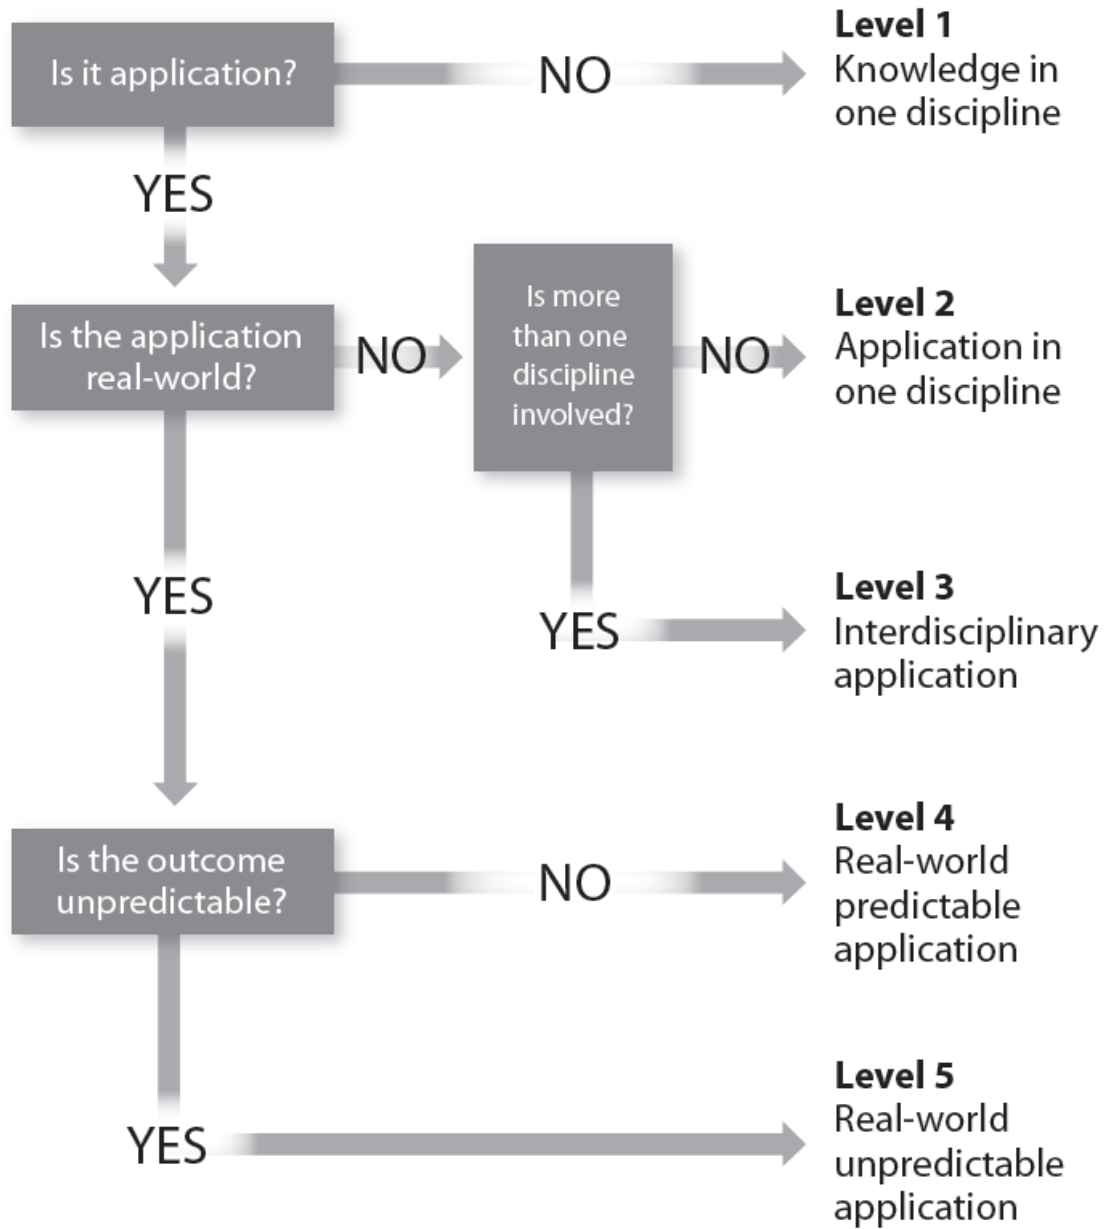 Is it application?
NO
Level 1
Knowledge in
one discipline
YES
Is the application
real-world?
NO
Is more
than one
discipline
involved?
NO
Level 2
Application in
one discipline
YES
YES
Level 3
Interdisciplinary
application
Is the outcome
unpredictable?
NO
Level 4
Real-world
predictable
application
YES
Level 5
Real-world
unpredictable
application